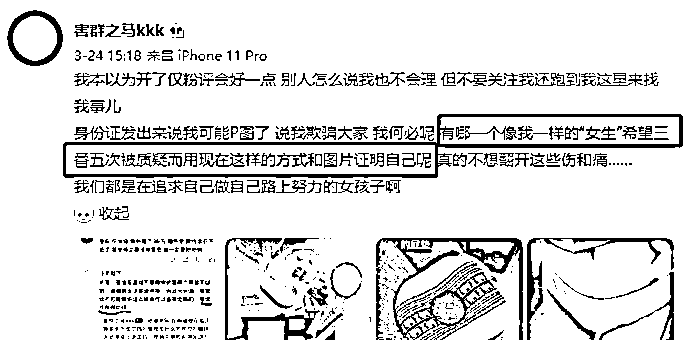 害群之马kkk
3-24 15:18 来自 iPhone 11 Pro
我本以为开了仅粉评会好一点 别人怎么说我也不会理 但不要关注我还跑到我这里来找
我事儿
身份证发出来说我可能P图了 说我欺骗大家 我何必呢 有哪一个像我一样的“女生”希望三
番五次被质疑而用现在这样的方式和图片证明自己呢 真的不想翻开这些伤和痛……
我们都是在追求自己做自己路上努力的女孩子啊
收起